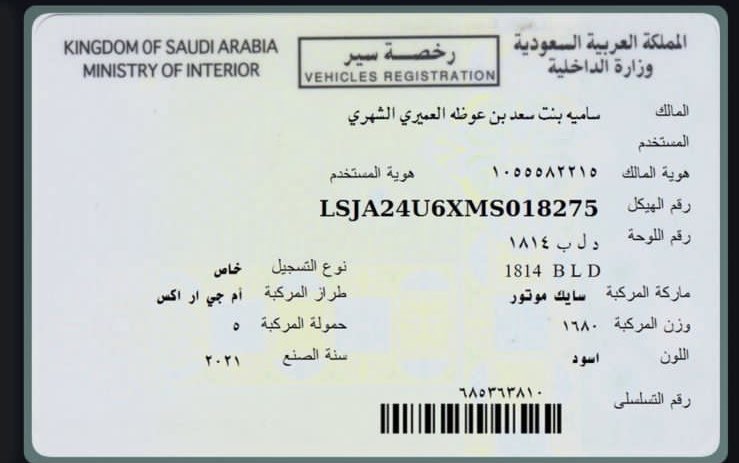 KINGDOM OF SAUDI ARABIA
MINISTRY OF INTERIOR
رخصة سير
VEHICLES REGISTRATION
المملكة العربية السعودية
وزارة الداخلية
المالك ساميه بنت سعد بن عوظه العميري الشهري
المستخدم
هوية المالك ١٠٥٥٥٨٢٢١٥ هوية المستخدم
رقم الهيكل LSJA24U6XMS018275
رقم اللوحة د ل ب ١٨١٤
1814 B L D نوع التسجيل خاص
ماركة المركبة سايك موتور طراز المركبة أم جي ار اكس
وزن المركبة ١٦٨٠ حمولة المركبة ٥
اللون اسود سنة الصنع ٢٠٢١
رقم التسلسلى ٦٨٥٣٦٣٨١٠